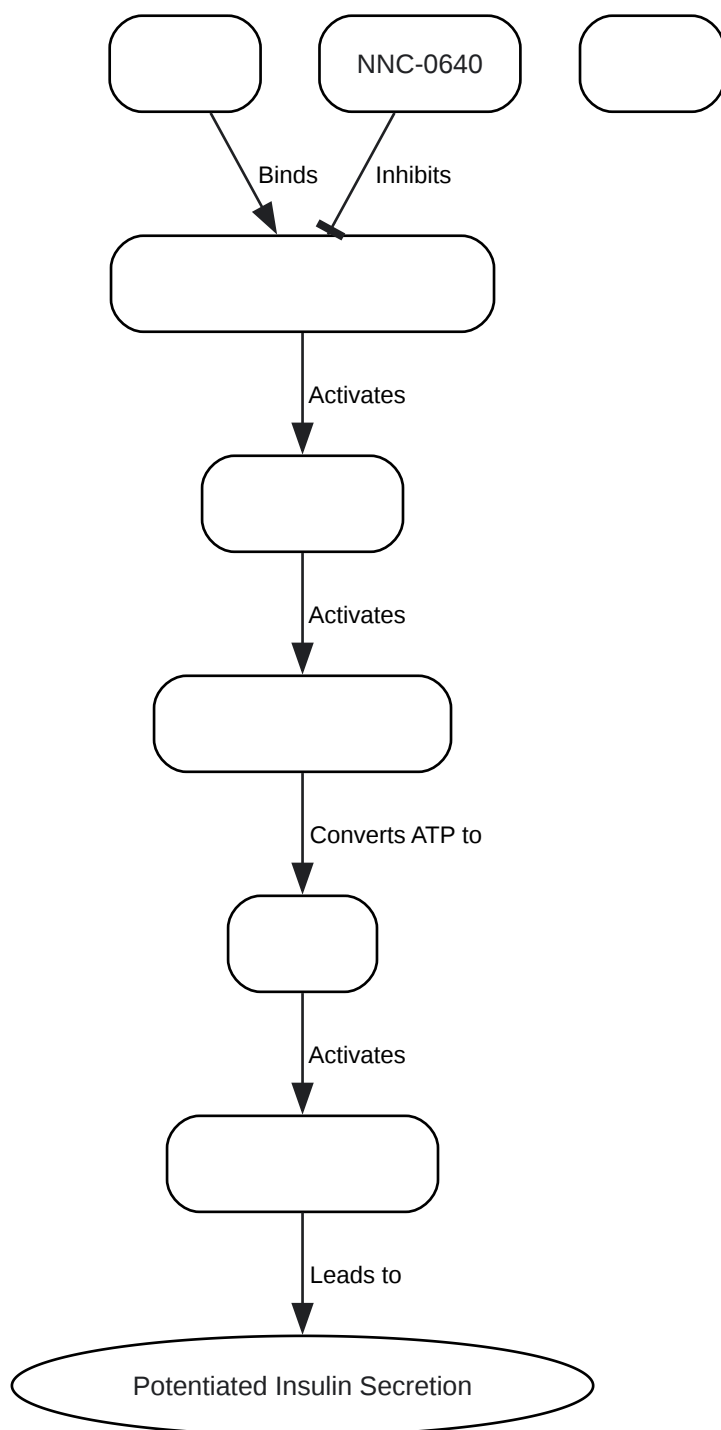 NNC-0640
Binds
Inhibits
Activates
Activates
Converts ATP to
Activates
Leads to
Potentiated Insulin Secretion